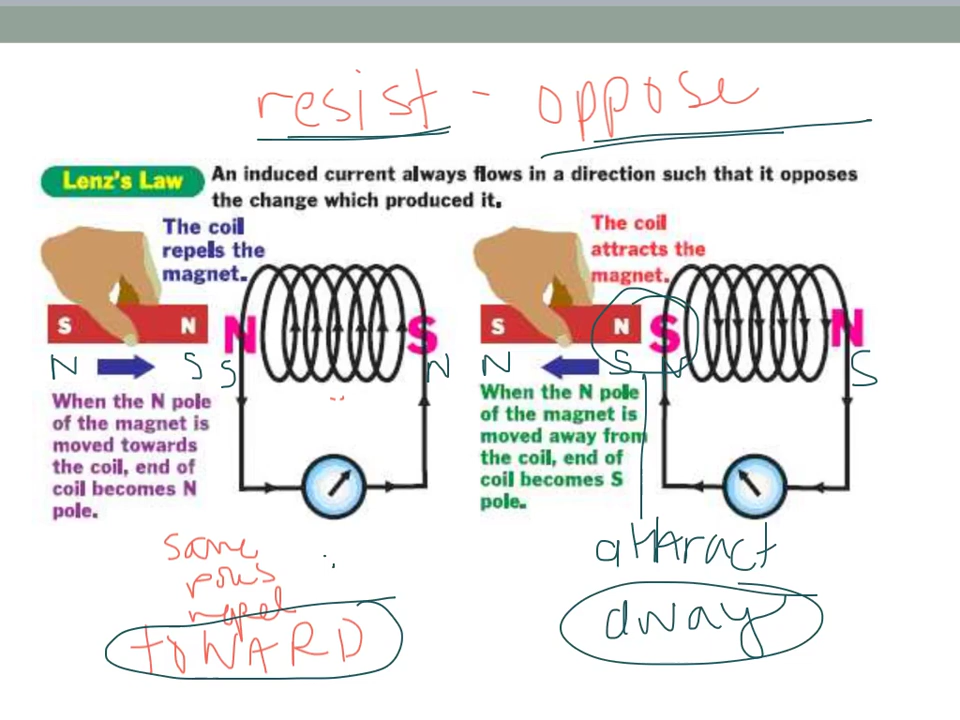 resist - oppose
Lenz's Law
An induced current always flows in a direction such that it opposes
the change which produced it.
The coil
repels the
magnet.
S N
N S
N S
S N
When the N pole
of the magnet is
moved towards
the coil, end of
coil becomes N
pole.
same
repel
TOWARD
The coil
attracts the
magnet.
S N
S N
N S
N S
When the N pole
of the magnet is
moved away from
the coil, end of
coil becomes S
pole.
attaract
away